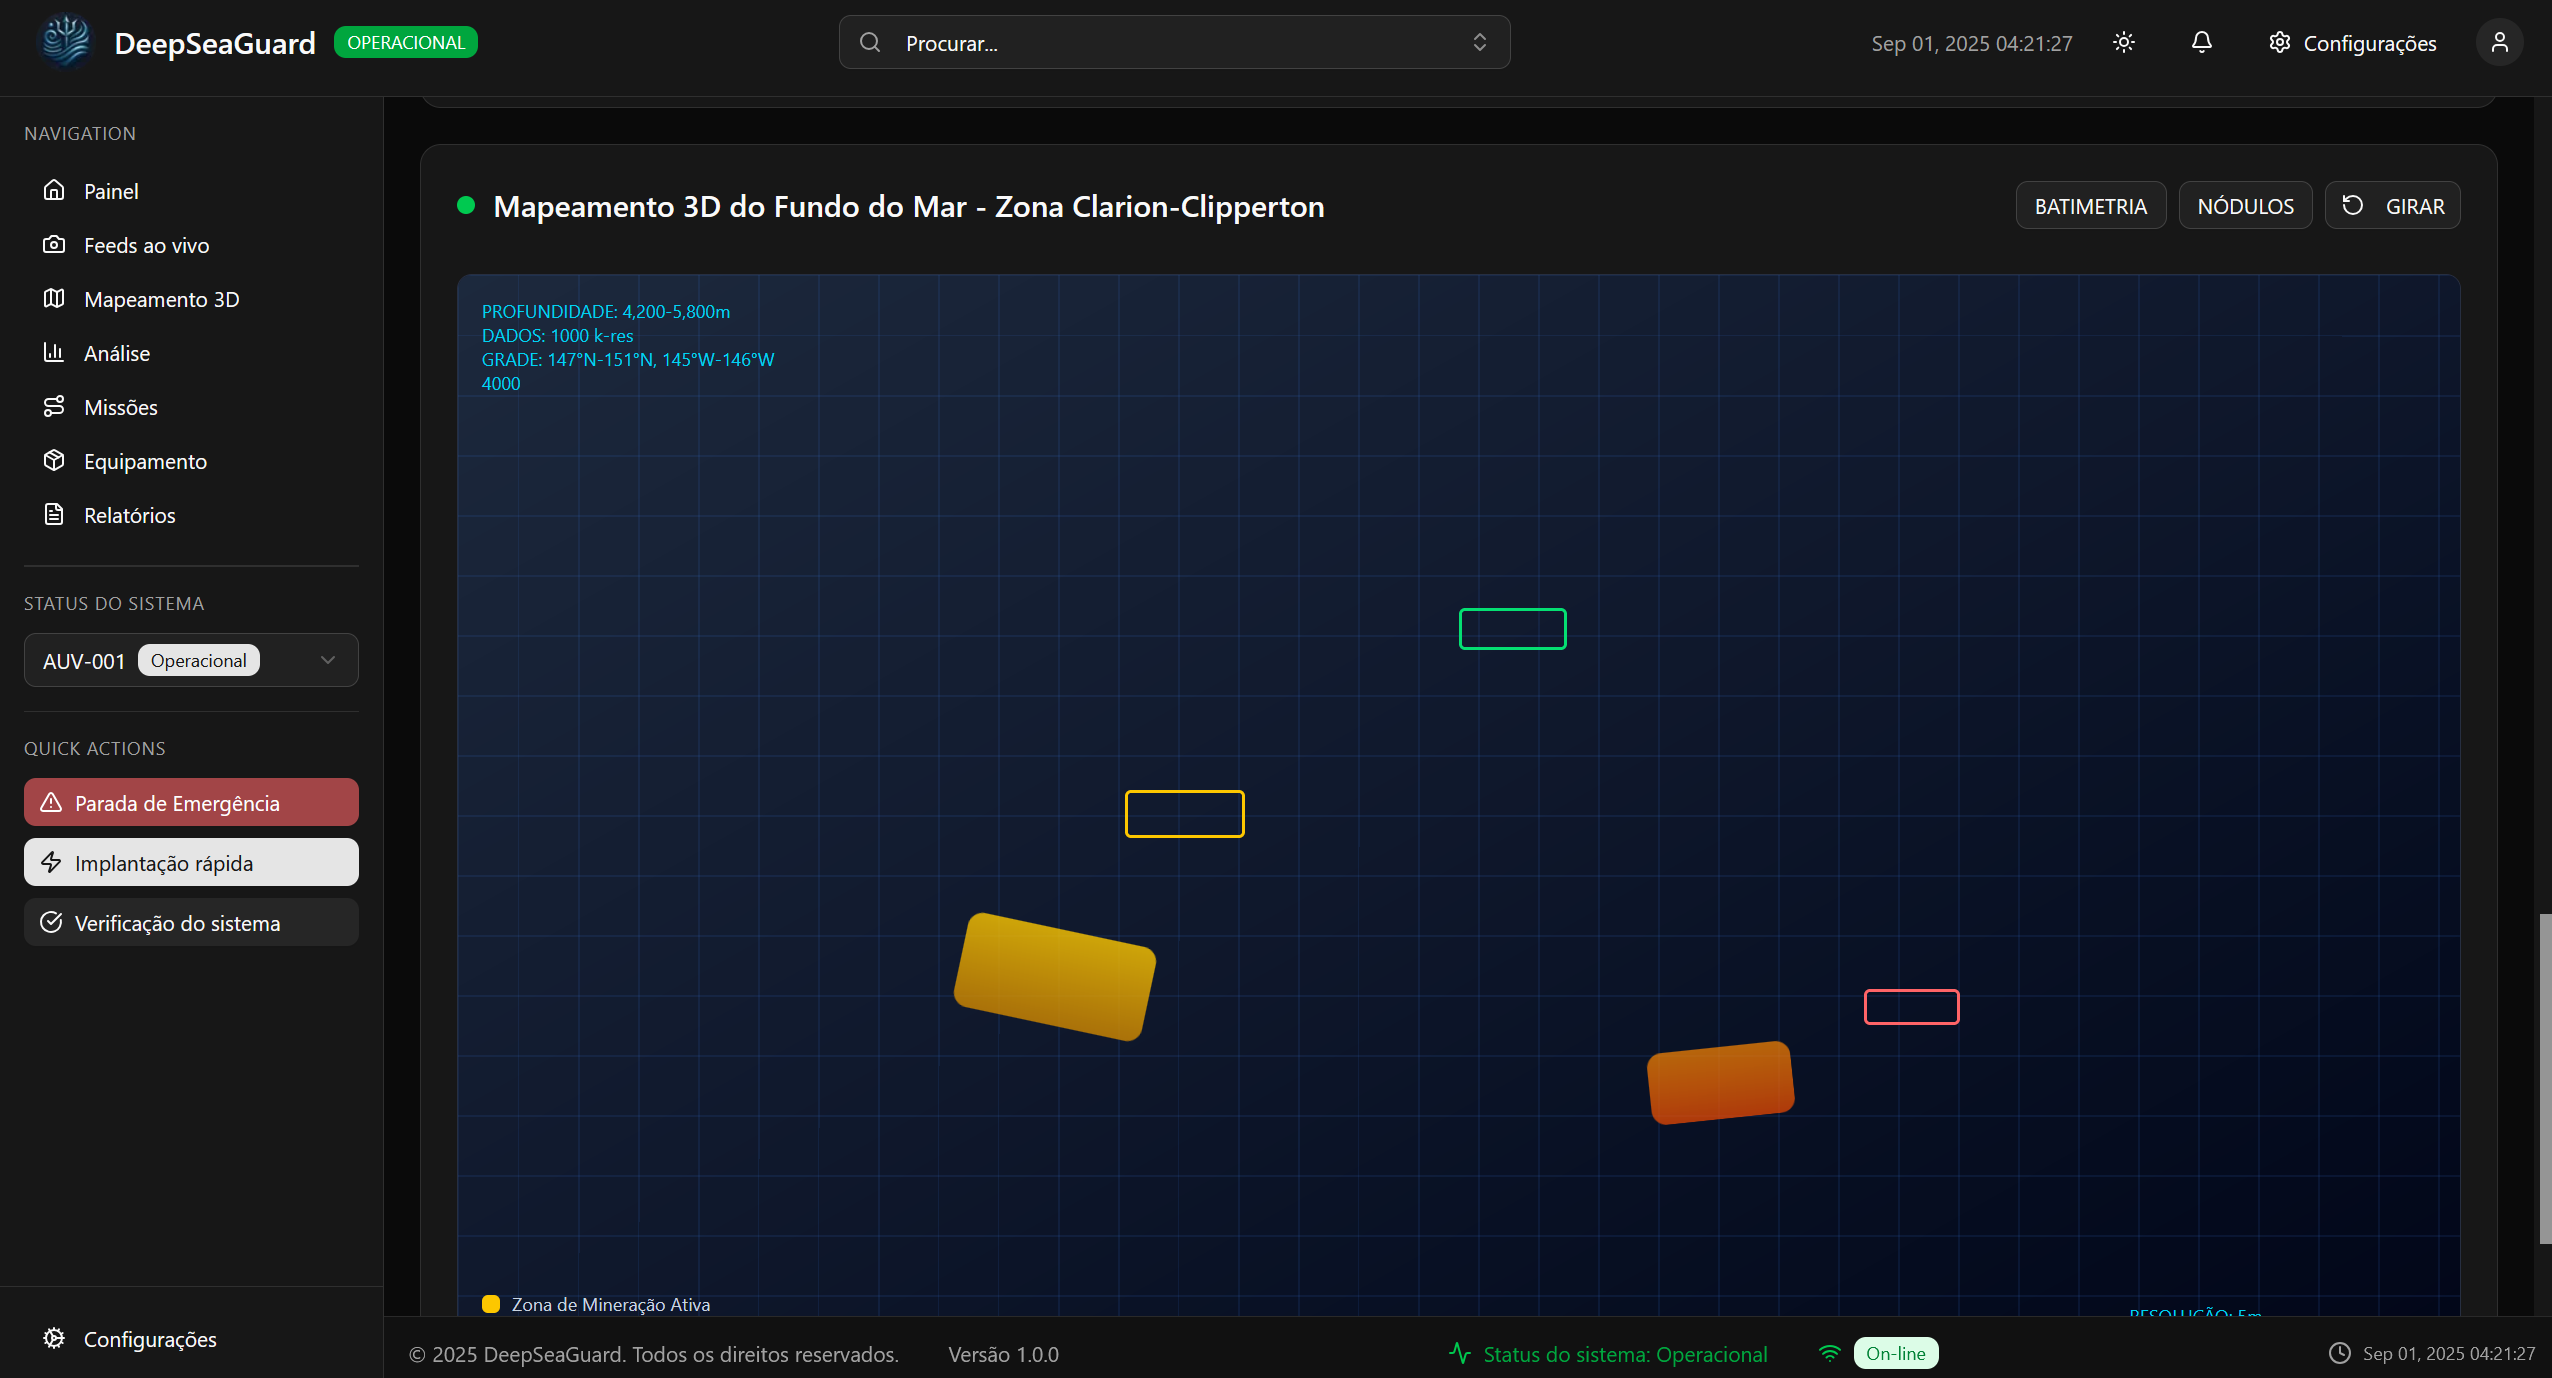 DeepSeaGuard
OPERACIONAL
Procurar...
Sep 01, 2025 04:21:27
Configurações
NAVIGATION
Painel
Feeds ao vivo
Mapeamento 3D
Análise
Missões
Equipamento
Relatórios
STATUS DO SISTEMA
AUV-001 Operacional
QUICK ACTIONS
Parada de Emergência
Implantação rápida
Verificação do sistema
Configurações
Mapeamento 3D do Fundo do Mar - Zona Clarion-Clipperton
BATIMETRIA
NÓDULOS
GIRAR
PROFUNDIDADE: 4,200-5,800m
DADOS: 1000 k-res
GRADE: 147°N-151°N, 145°W-146°W
4000
Zona de Mineração Ativa
RESOLUÇÃO: 5m
© 2025 DeepSeaGuard. Todos os direitos reservados.
Versão 1.0.0
Status do sistema: Operacional
On-line
Sep 01, 2025 04:21:27